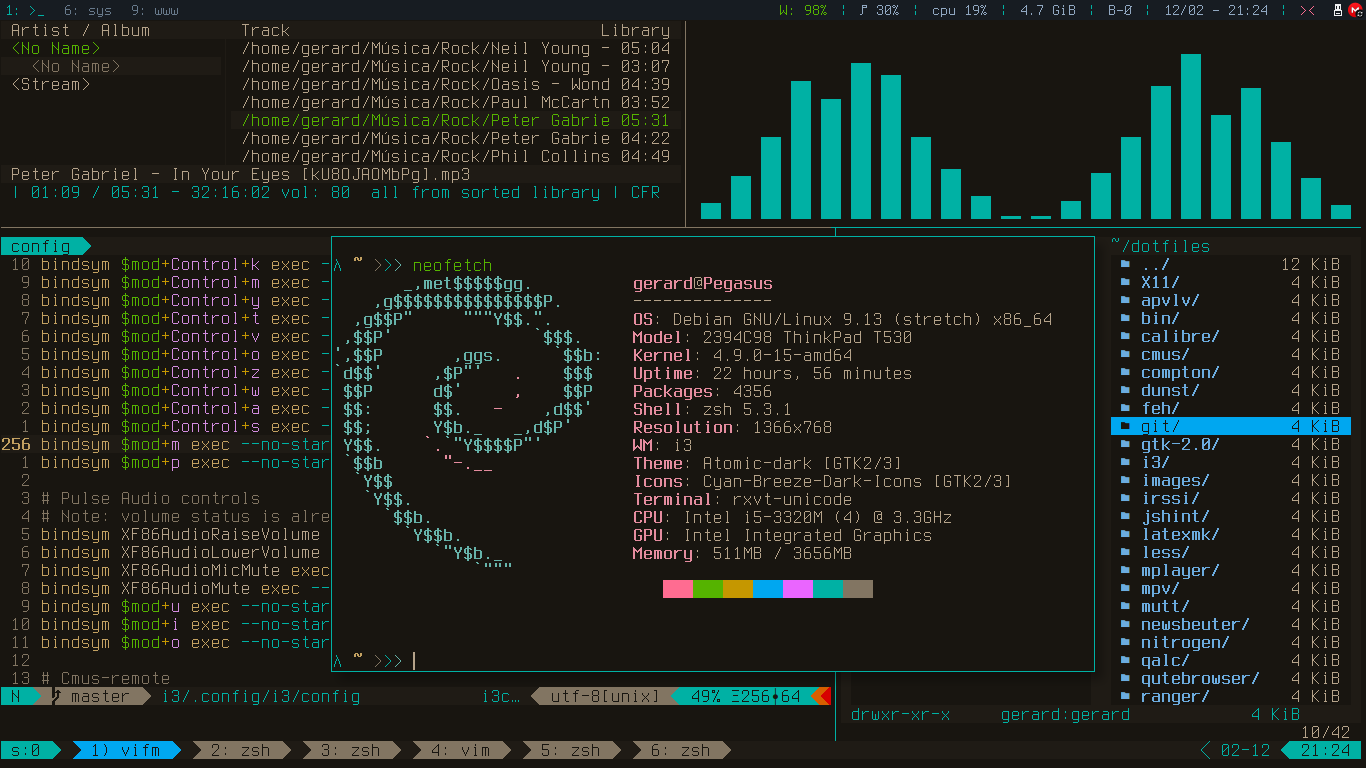 1: >_ 6: sys 9: www W: 98% ¦ 30% ¦ cpu 19% ¦ 4.7 GiB ¦ B-0 ¦ 12/02 - 21:24 ¦ ><
Artist / Album Track Library
<No Name> /home/gerard/Música/Rock/Neil Young - 05:04
<No Name> /home/gerard/Música/Rock/Neil Young - 03:07
<Stream> /home/gerard/Música/Rock/Oasis - Wond 04:39
/home/gerard/Música/Rock/Paul McCartn 03:52
/home/gerard/Música/Rock/Peter Gabrie 05:31
/home/gerard/Música/Rock/Peter Gabrie 04:22
/home/gerard/Música/Rock/Phil Collins 04:49
Peter Gabriel - In Your Eyes [kU8OJAOMbPg].mp3
| 01:09 / 05:31 - 32:16:02 vol: 80 all from sorted library | CFR
config
10 bindsym $mod+Control+k exec -
9 bindsym $mod+Control+m exec -
8 bindsym $mod+Control+y exec -
7 bindsym $mod+Control+t exec -
6 bindsym $mod+Control+v exec -
5 bindsym $mod+Control+o exec -
4 bindsym $mod+Control+z exec -
3 bindsym $mod+Control+w exec -
2 bindsym $mod+Control+a exec -
1 bindsym $mod+Control+s exec -
256 bindsym $mod+m exec --no-star
1 bindsym $mod+p exec --no-star
2
3 # Pulse Audio controls
4 # Note: volume status is alre
5 bindsym XF86AudioRaiseVolume
6 bindsym XF86AudioLowerVolume
7 bindsym XF86AudioMicMute exec
8 bindsym XF86AudioMute exec --
9 bindsym $mod+u exec --no-star
10 bindsym $mod+i exec --no-star
11 bindsym $mod+o exec --no-star
12
13 # Cmus-remote
N master i3/.config/i3/config i3c… utf-8[unix] 49% Ξ256 64
λ ~ >>> neofetch
_,met$$$$$gg.
,g$$$$$$$$$$$$$$$P.
,g$$P" """Y$$.".
,$$P' `$$$.
',$$P ,ggs. `$$b:
`d$$' ,$P"' . $$$
$$P d$' , $$P
$$: $$. - ,d$$'
$$; Y$b._ _,d$P'
Y$$. `.`"Y$$$$P"'
`$$b "-.__
`Y$$
`Y$$.
`$$b.
`Y$$b.
`"Y$b._
`"""
gerard@Pegasus
--------------
OS: Debian GNU/Linux 9.13 (stretch) x86_64
Model: 2394C98 ThinkPad T530
Kernel: 4.9.0-15-amd64
Uptime: 22 hours, 56 minutes
Packages: 4356
Shell: zsh 5.3.1
Resolution: 1366x768
WM: i3
Theme: Atomic-dark [GTK2/3]
Icons: Cyan-Breeze-Dark-Icons [GTK2/3]
Terminal: rxvt-unicode
CPU: Intel i5-3320M (4) @ 3.3GHz
GPU: Intel Integrated Graphics
Memory: 511MB / 3656MB
λ ~ >>>
~/dotfiles
../ 12 KiB
X11/ 4 KiB
apvlv/ 4 KiB
bin/ 4 KiB
calibre/ 4 KiB
cmus/ 4 KiB
compton/ 4 KiB
dunst/ 4 KiB
feh/ 4 KiB
git/ 4 KiB
gtk-2.0/ 4 KiB
i3/ 4 KiB
images/ 4 KiB
irssi/ 4 KiB
jshint/ 4 KiB
latexmk/ 4 KiB
less/ 4 KiB
mplayer/ 4 KiB
mpv/ 4 KiB
mutt/ 4 KiB
newsbeuter/ 4 KiB
nitrogen/ 4 KiB
qalc/ 4 KiB
qutebrowser/ 4 KiB
ranger/ 4 KiB
drwxr-xr-x gerard:gerard 4 KiB
10/42
s:0 1) vifm 2: zsh 3: zsh 4: vim 5: zsh 6: zsh 02-12 21:24